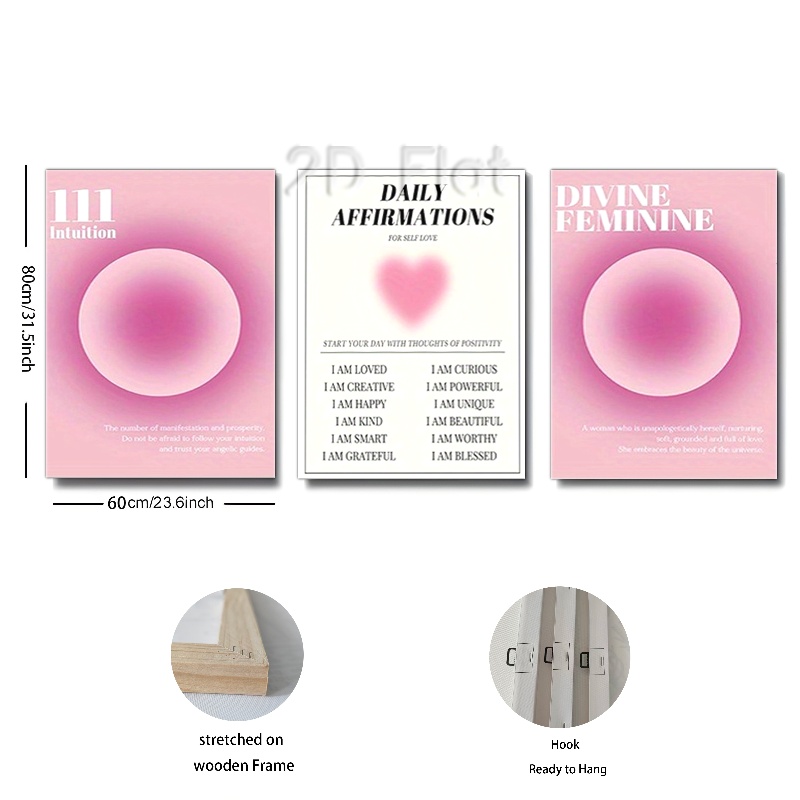 2D Flat
80cm/31.5inch
111
Intuition
The number of manifestation and prosperity.
Do not be afraid to follow your intuition
and trust your angelic guides.
60cm/23.6inch
DAILY
AFFIRMATIONS
FOR SELF LOVE
START YOUR DAY WITH THOUGHTS OF POSITIVITY
I AM LOVED
I AM CREATIVE
I AM HAPPY
I AM KIND
I AM SMART
I AM GRATEFUL
I AM CURIOUS
I AM POWERFUL
I AM UNIQUE
I AM BEAUTIFUL
I AM WORTHY
I AM BLESSED
DIVINE
FEMININE
A woman who is unapologetically herself, nurturing,
soft, grounded and full of love.
She embraces the beauty of the universe.
stretched on
wooden Frame
Hook
Ready to Hang